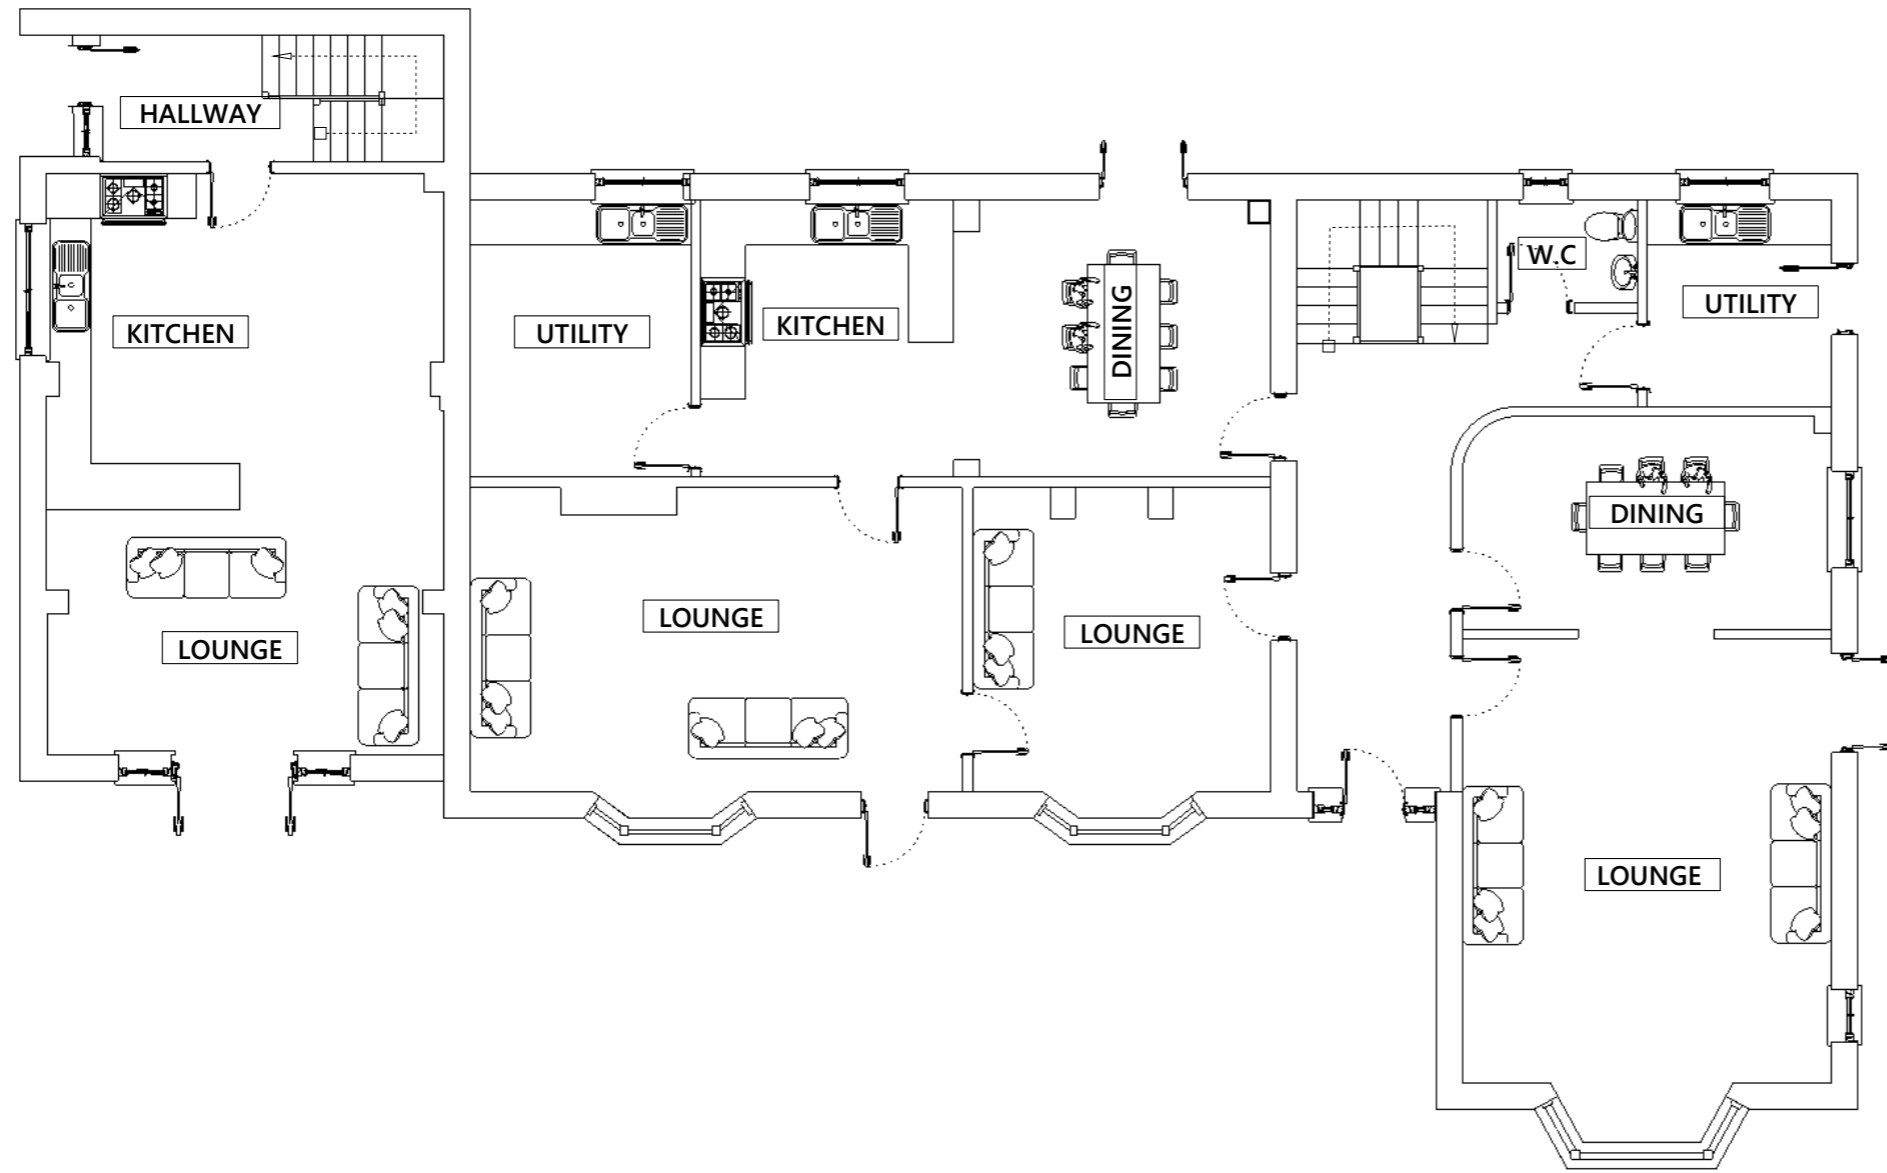 HALLWAY
W.C
UTILITY
KITCHEN
UTILITY
KITCHEN
DINING
DINING
LOUNGE
LOUNGE
LOUNGE
LOUNGE